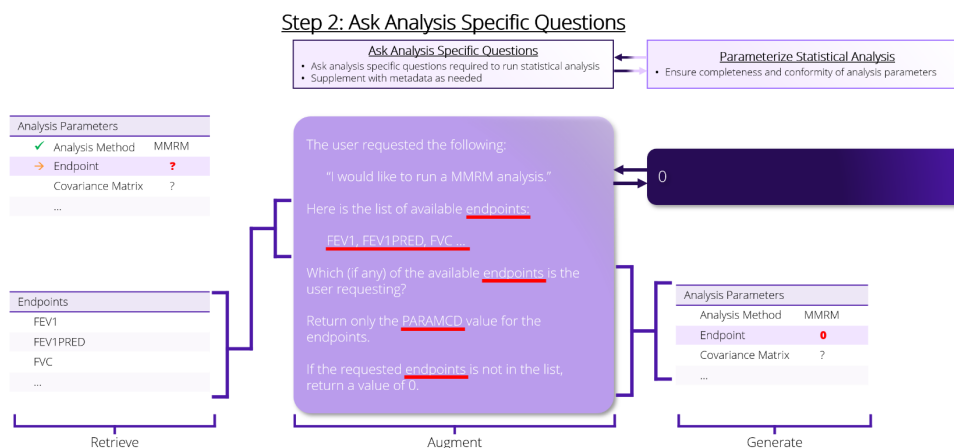 Step 2: Ask Analysis Specific Questions
Ask Analysis Specific Questions
• Ask analysis specific questions required to run statistical analysis
• Supplement with metadata as needed
Parameterize Statistical Analysis
• Ensure completeness and conformity of analysis parameters
Analysis Parameters
✓ Analysis Method MMRM
→ Endpoint ?
Covariance Matrix ?
...
Endpoints
FEV1
FEV1PRED
FVC
...
The user requested the following:
“I would like to run a MMRM analysis.”
Here is the list of available endpoints:
FEV1, FEV1PRED, FVC ...
Which (if any) of the available endpoints is the
user requesting?
Return only the PARAMCD value for the
endpoints.
If the requested endpoints is not in the list,
return a value of 0.
0
Analysis Parameters
Analysis Method MMRM
Endpoint 0
Covariance Matrix ?
...
Retrieve
Augment
Generate